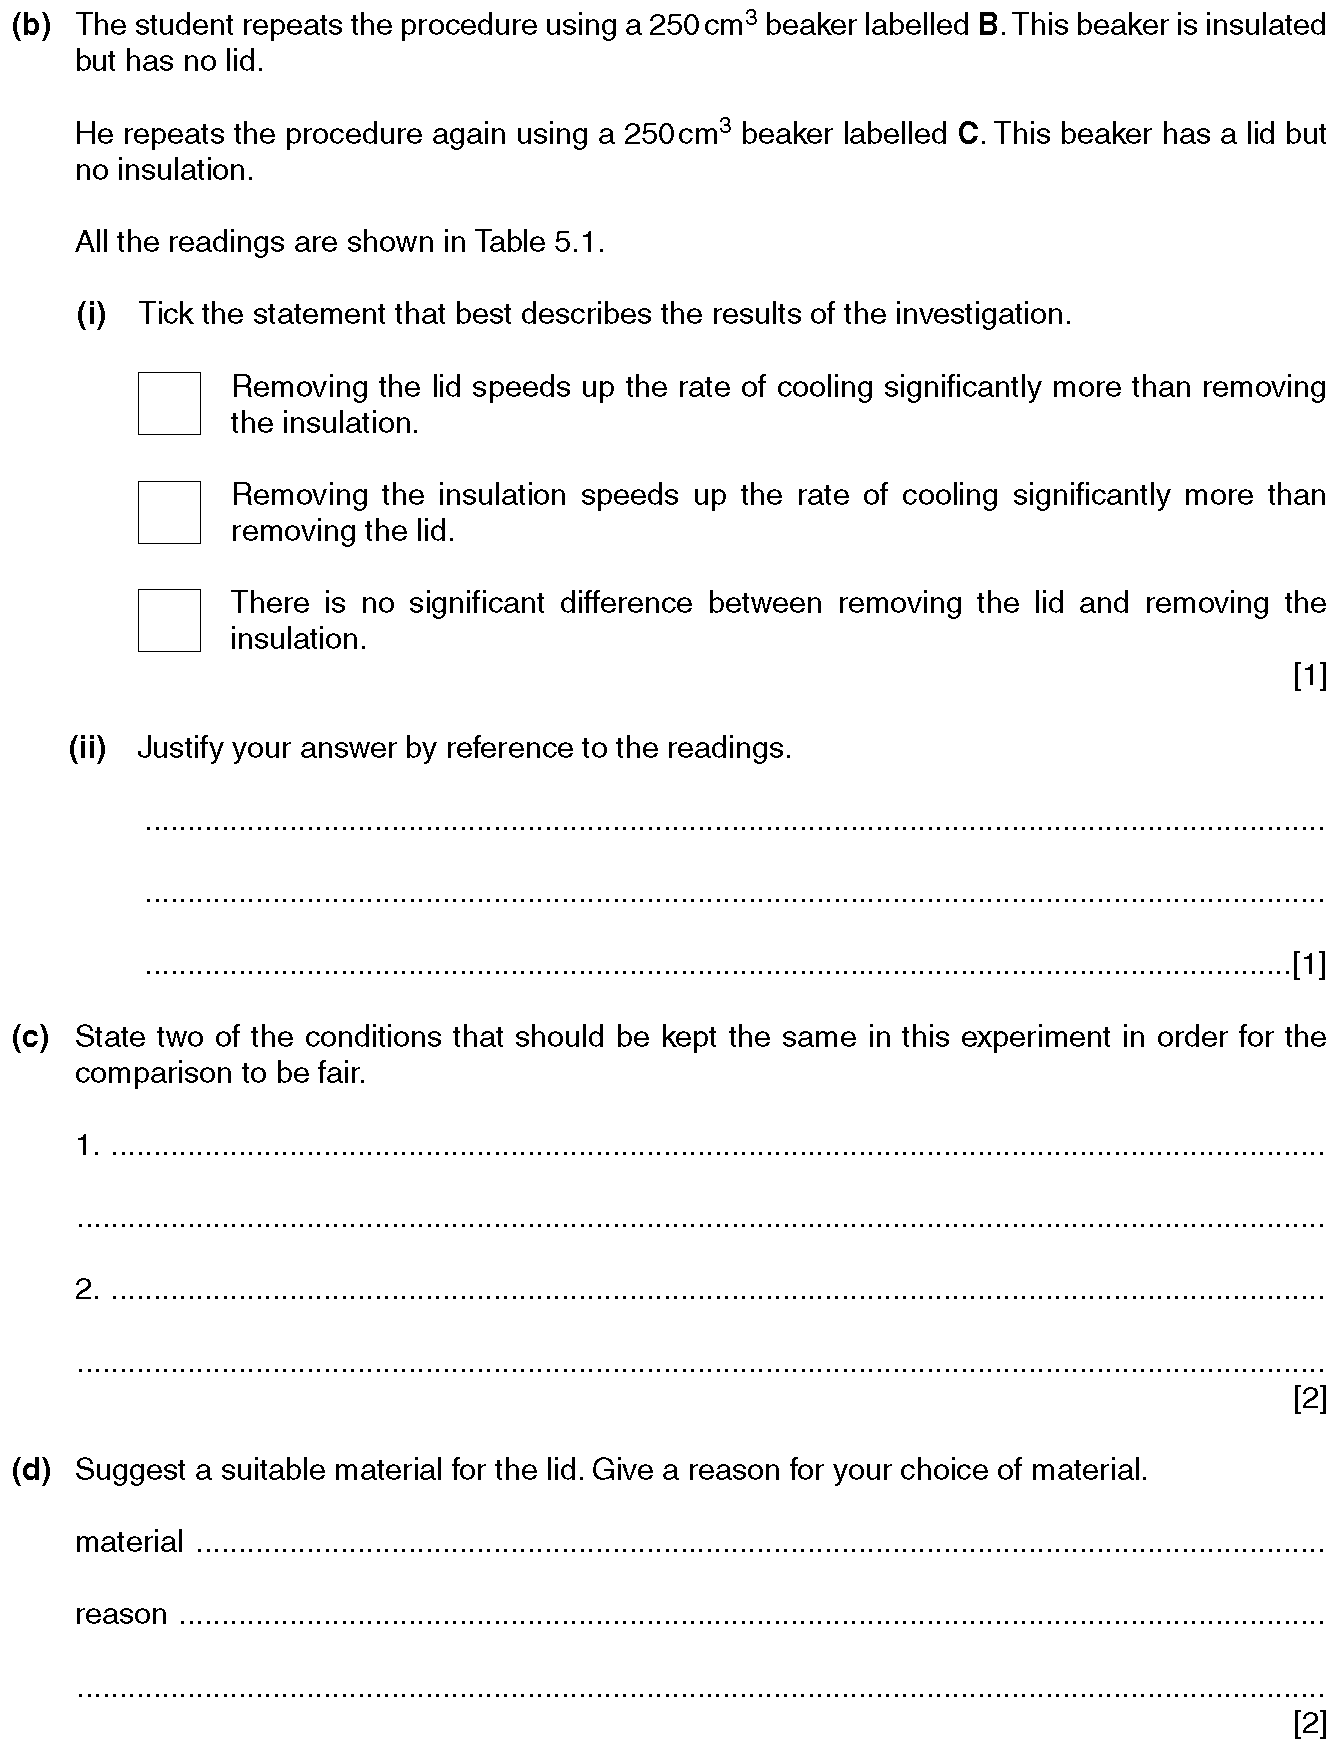 (b) The student repeats the procedure using a 250 cm³ beaker labelled B. This beaker is insulated
but has no lid.
He repeats the procedure again using a 250 cm³ beaker labelled C. This beaker has a lid but
no insulation.
All the readings are shown in Table 5.1.
(i) Tick the statement that best describes the results of the investigation.
Removing the lid speeds up the rate of cooling significantly more than removing
the insulation.
Removing the insulation speeds up the rate of cooling significantly more than
removing the lid.
There is no significant difference between removing the lid and removing the
insulation.
[1]
(ii) Justify your answer by reference to the readings.
[1]
(c) State two of the conditions that should be kept the same in this experiment in order for the
comparison to be fair.
1.
2.
[2]
(d) Suggest a suitable material for the lid. Give a reason for your choice of material.
material
reason
[2]